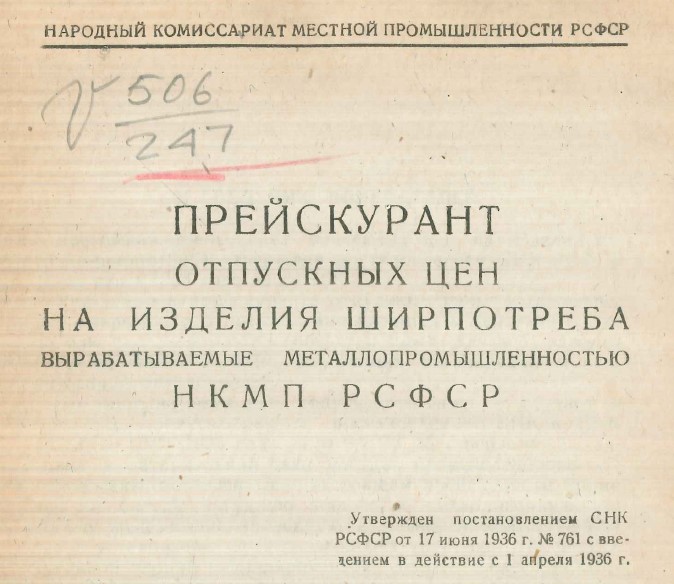 НАРОДНЫЙ КОМИССАРИАТ МЕСТНОЙ ПРОМЫШЛЕННОСТИ РСФСР
506
247
ПРЕЙСКУРАНТ
ОТПУСКНЫХ ЦЕН
НА ИЗДЕЛИЯ ШИРПОТРЕБА
ВЫРАБАТЫВАЕМЫЕ МЕТАЛЛОПРОМЫШЛЕННОСТЬЮ
НКМП РСФСР
Утвержден постановлением СНК
РСФСР от 17 июня 1936 г. № 761 с вве-
дением в действие с 1 апреля 1936 г.